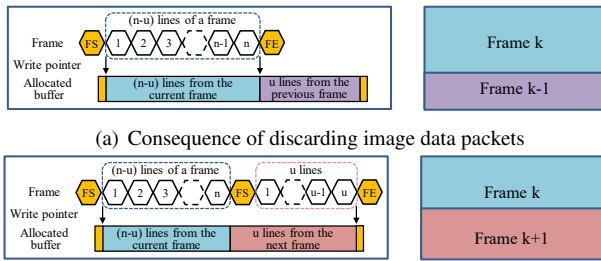 (n-u) lines of a frame
Frame FS 1 2 3 n-1 n FE
Write pointer
Allocated buffer
(n-u) lines from the current frame
u lines from the previous frame
Frame k
Frame k-1
(a) Consequence of discarding image data packets
(n-u) lines of a frame
u lines
Frame FS 1 2 3 n FS 1 u-1 u FE
Write pointer
Allocated buffer
(n-u) lines from the current frame
u lines from the next frame
Frame k
Frame k+1